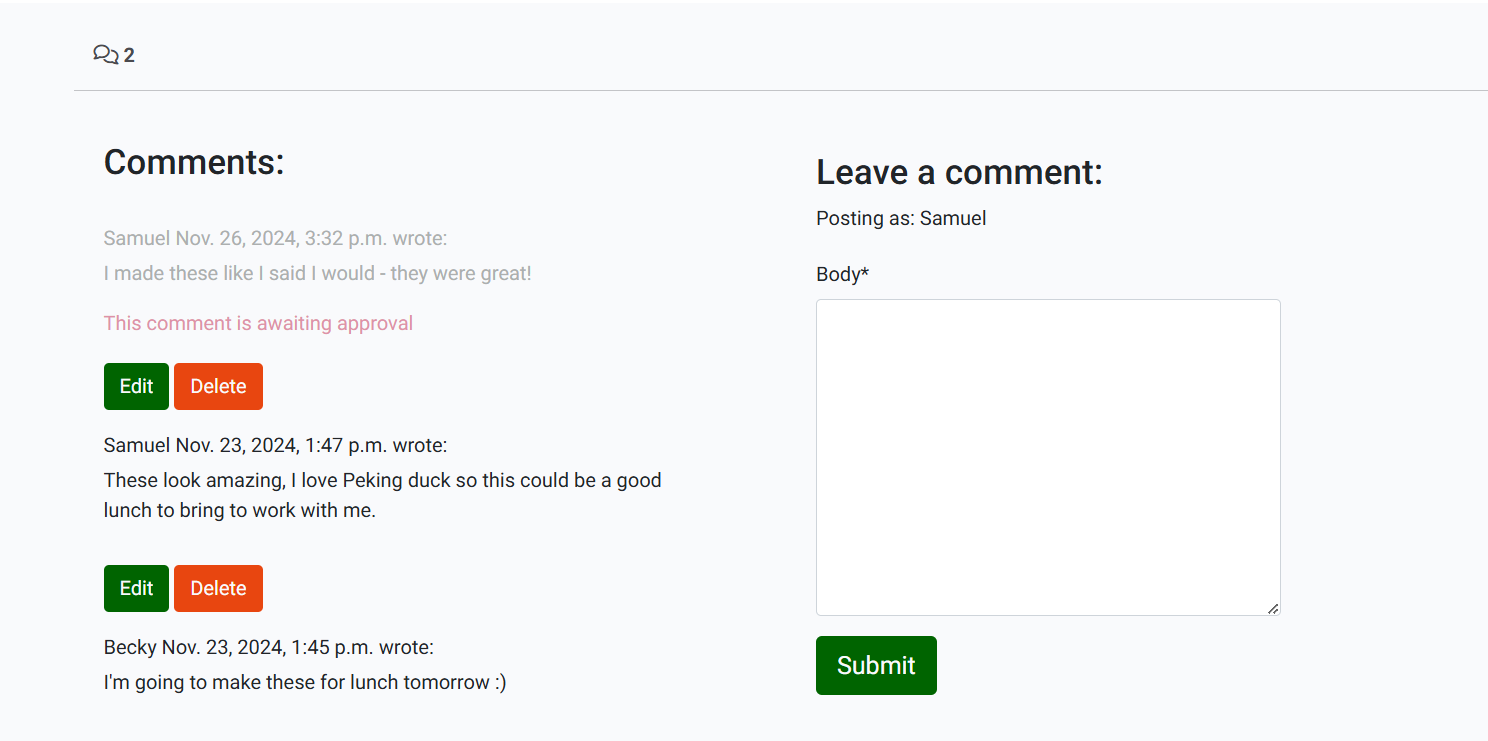 2
Comments:
Samuel Nov. 26, 2024, 3:32 p.m. wrote:
I made these like I said I would - they were great!
This comment is awaiting approval
Edit Delete
Samuel Nov. 23, 2024, 1:47 p.m. wrote:
These look amazing, I love Peking duck so this could be a good
lunch to bring to work with me.
Edit Delete
Becky Nov. 23, 2024, 1:45 p.m. wrote:
I'm going to make these for lunch tomorrow :)
Leave a comment:
Posting as: Samuel
Body*
Submit